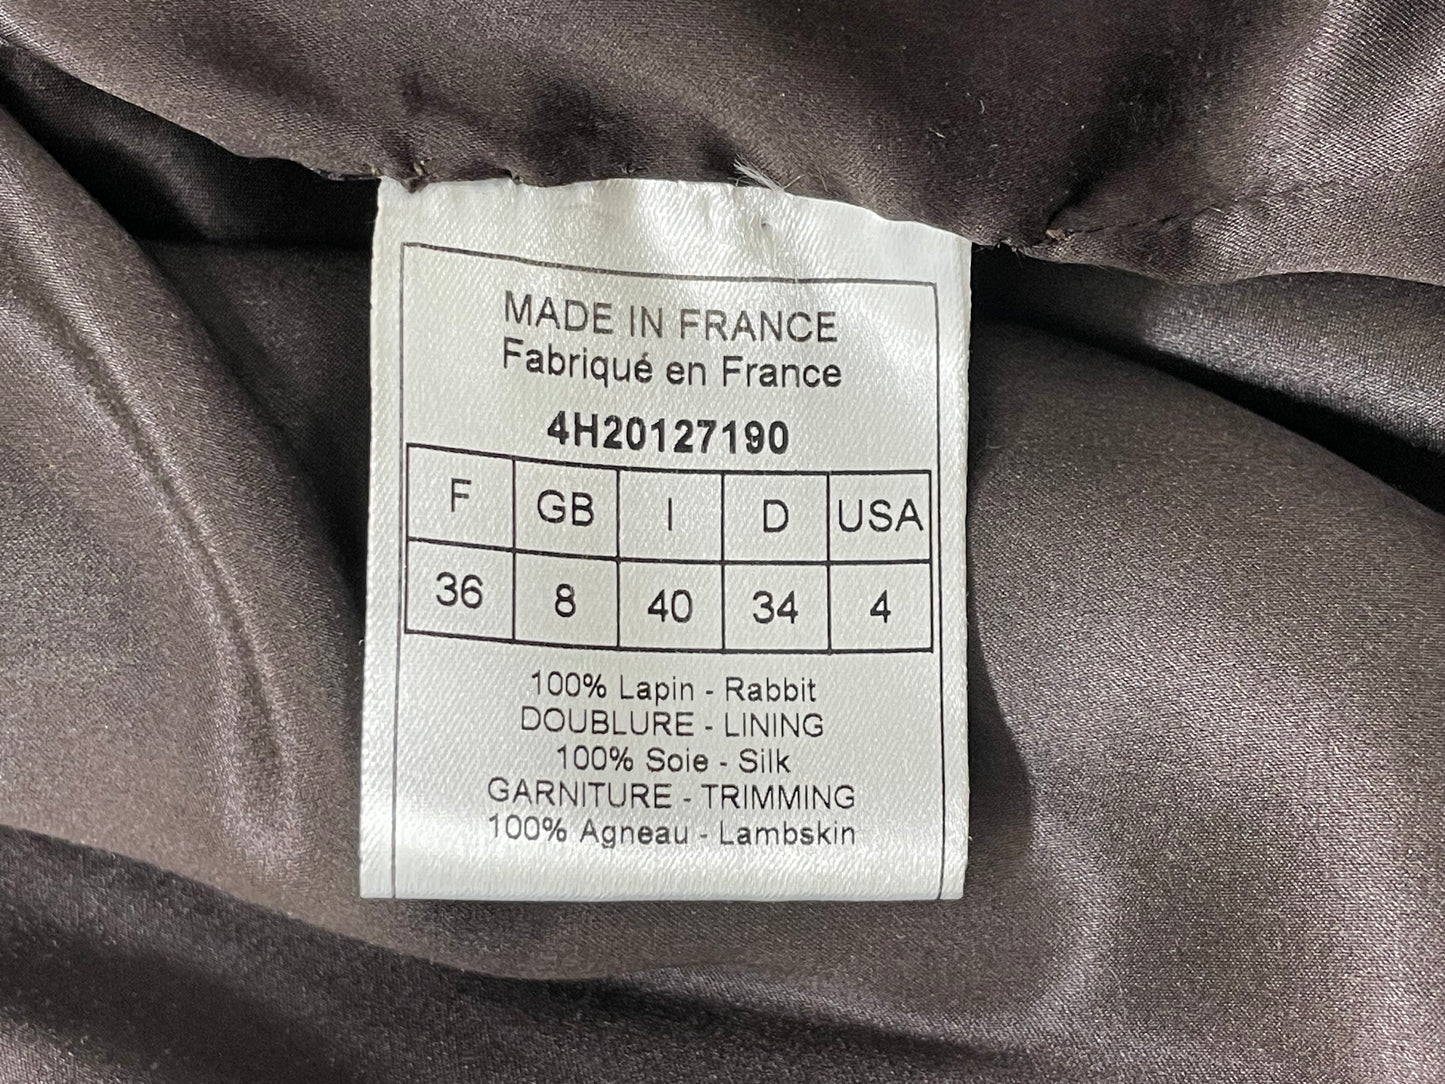 MADE IN FRANCE
Fabriqué en France
4H20127190
F GB I D USA
36 8 40 34 4
100% Lapin - Rabbit
DOUBLURE - LINING
100% Soie - Silk
GARNITURE - TRIMMING
100% Agneau - Lambskin